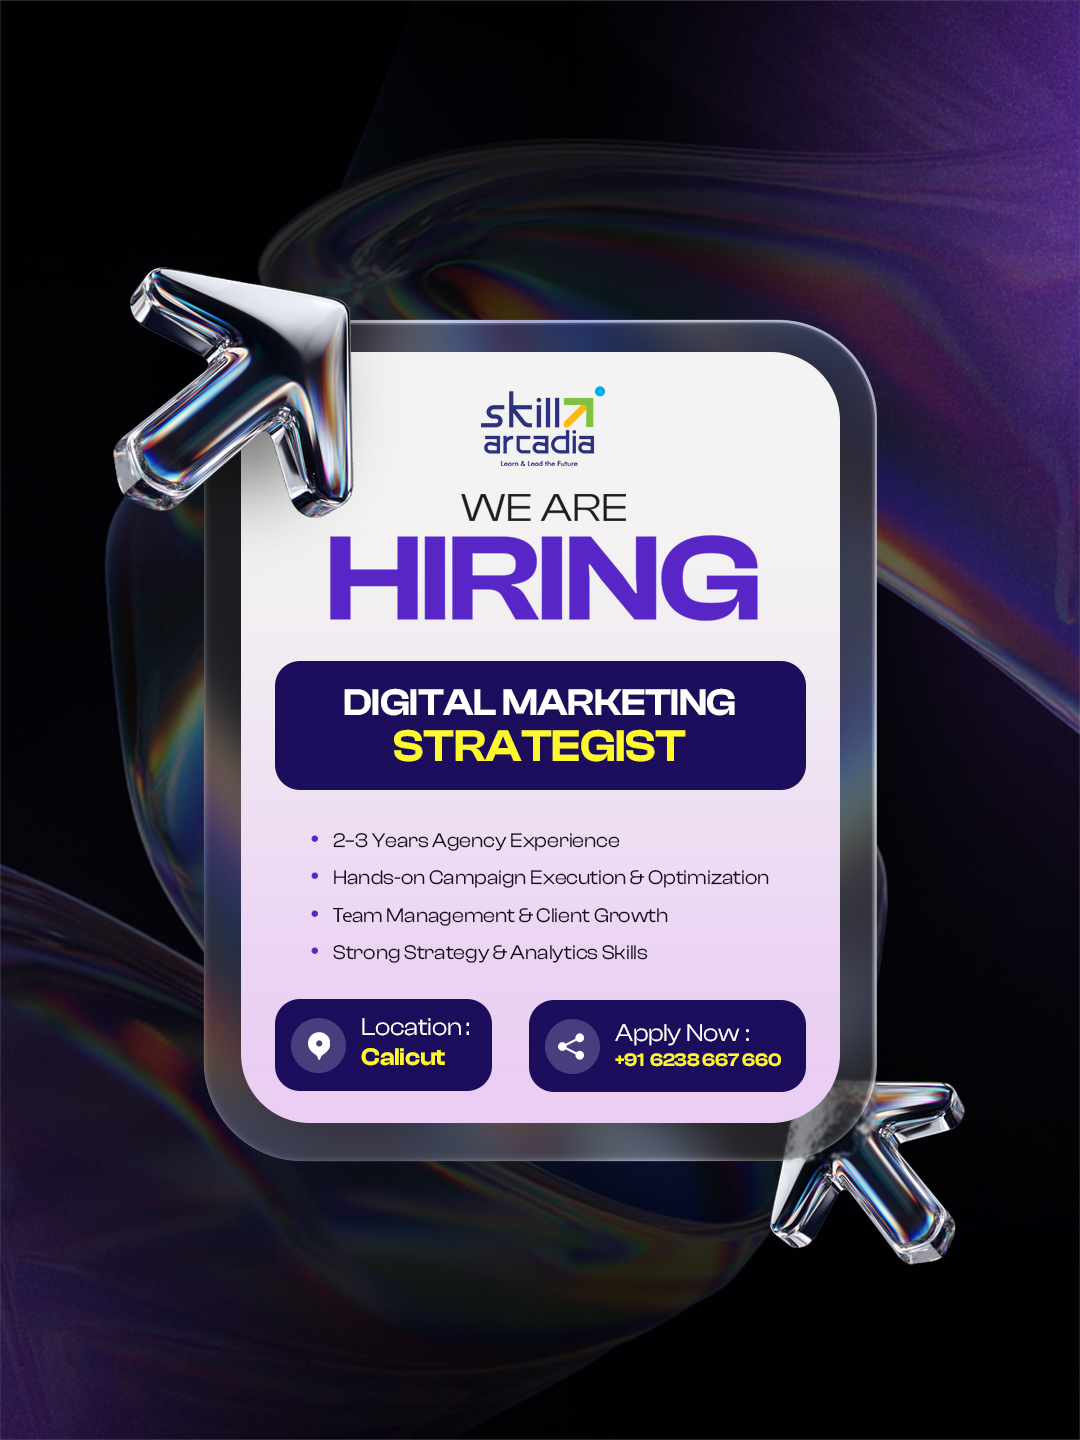 skill
arcadia
Learn & Lead the Future
WE ARE
HIRING
DIGITAL MARKETING
STRATEGIST
• 2–3 Years Agency Experience
• Hands-on Campaign Execution & Optimization
• Team Management & Client Growth
• Strong Strategy & Analytics Skills
Location :
Calicut
Apply Now :
+91 6238 667 660